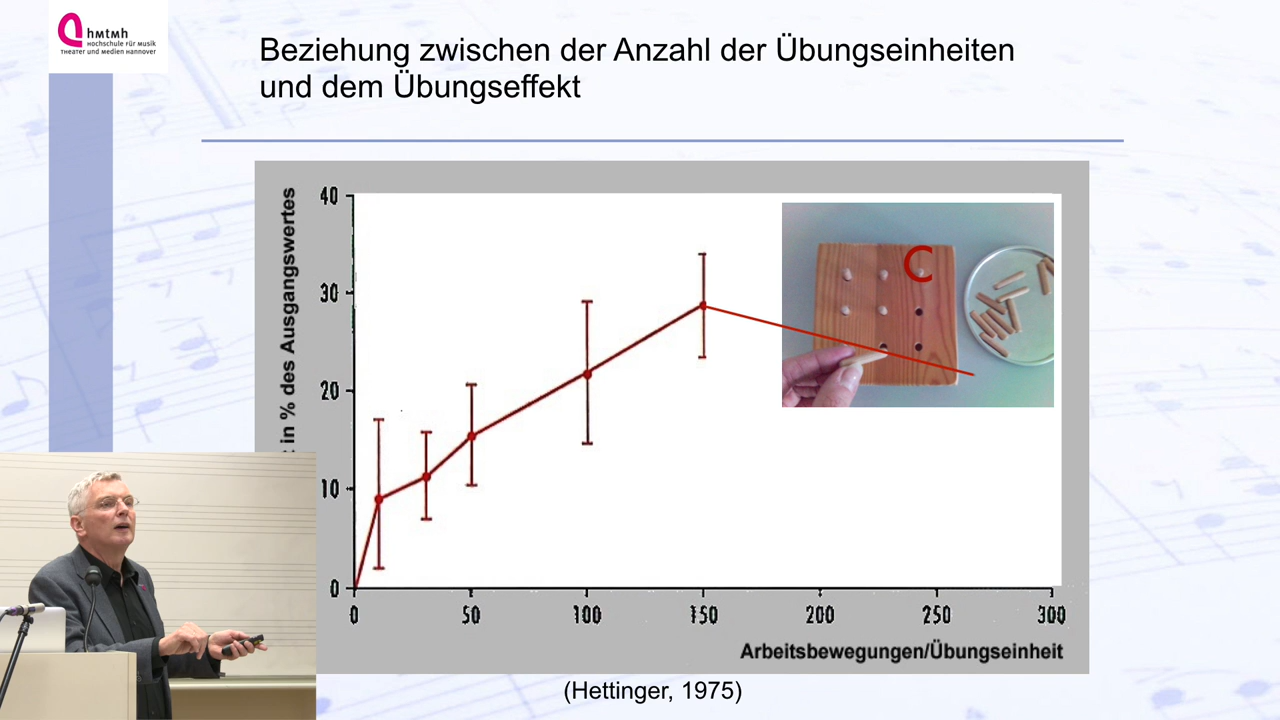 hmtmh
Hochschule für Musik
Theater und Medien Hannover
Beziehung zwischen der Anzahl der Übungseinheiten
und dem Übungseffekt
in % des Ausgangswertes
40
30
20
10
0
C
0 50 100 150 200 250 300
Arbeitsbewegungen/Übungseinheit
(Hettinger, 1975)